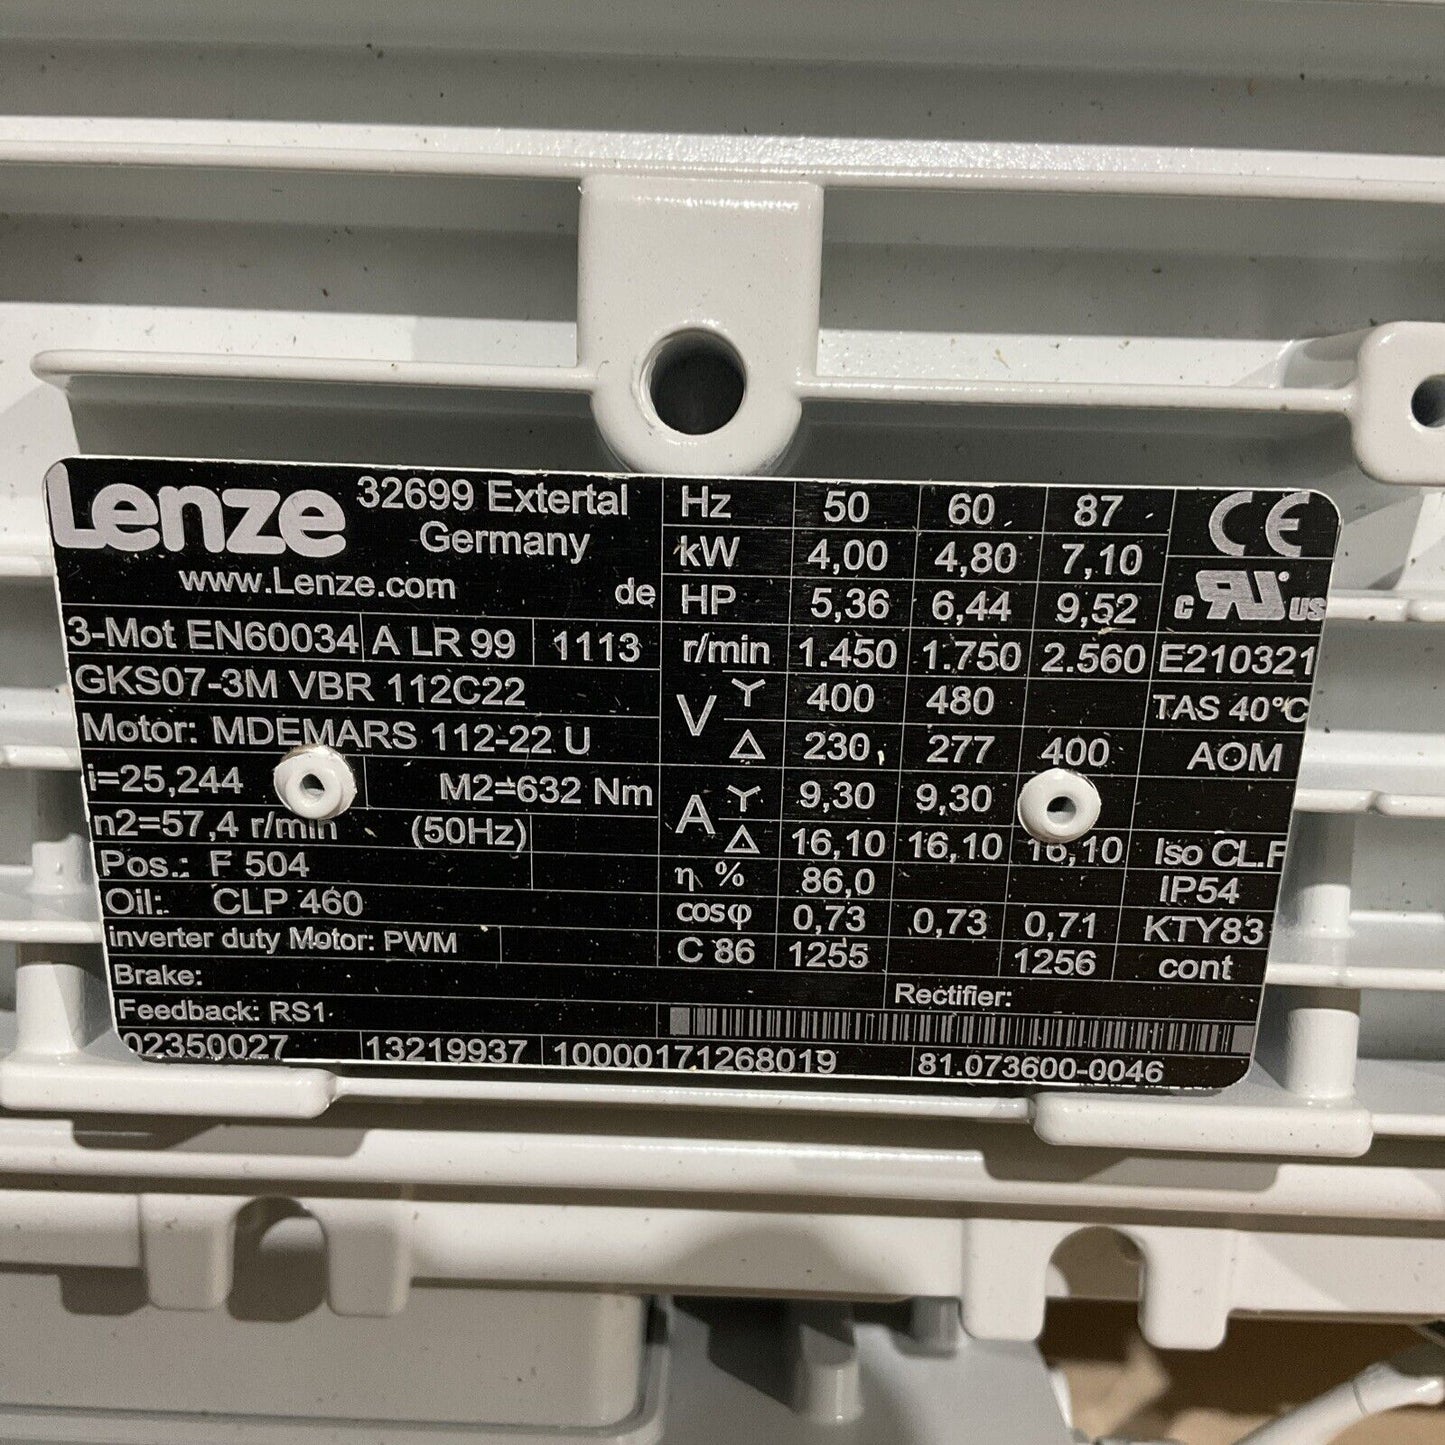 Lenze 32699 Extertal
Germany
www.Lenze.com de
3-Mot EN60034 A LR 99 1113
GKS07-3M VBR 112C22
Motor: MDEMARS 112-22 U
i=25,244 M2=632 Nm
n2=57,4 r/min (50Hz)
Pos.: F 504
Oil: CLP 460
inverter duty Motor: PWM
Brake:
Rectifier:
Feedback: RS1
Hz 50 60 87
kW 4,00 4,80 7,10
HP 5,36 6,44 9,52
r/min 1.450 1.750 2.560
V Y 400 480
Δ 230 277 400
A Y 9,30 9,30
Δ 16,10 16,10 16,10
η % 86,0
cosφ 0,73 0,73 0,71
C 86 1255 1256
CE
c RU ® US
E210321
TAS 40°C
AOM
Iso CL.F
IP54
KTY83
cont
02350027 13219937 10000171268019 81.073600-0046